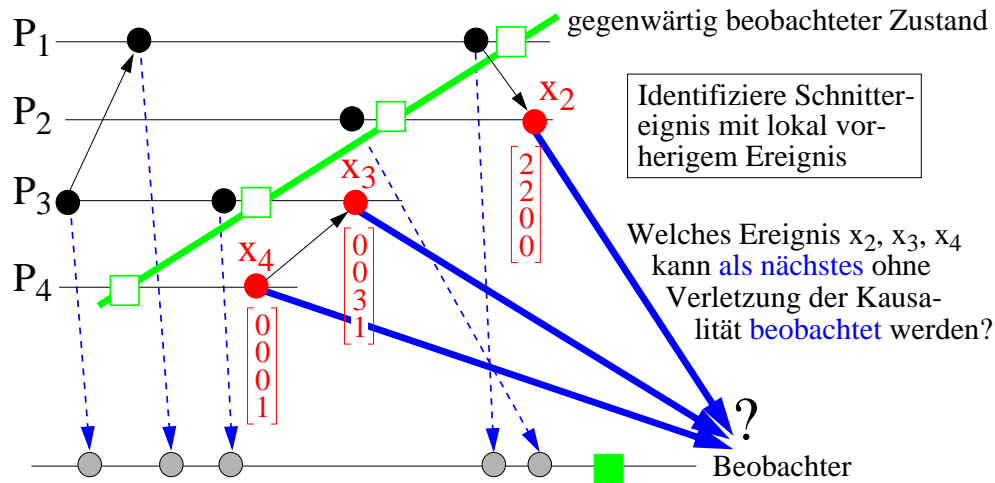 P1
gegenwärtig beobachteter Zustand
P2
x2
Identifiziere Schnitter-
eignis mit lokal vor-
herigem Ereignis
2
2
0
0
P3
x3
0
0
3
1
Welches Ereignis x2, x3, x4
kann als nächstes ohne
Verletzung der Kausa-
lität beobachtet werden?
P4
x4
0
0
0
1
?
Beobachter